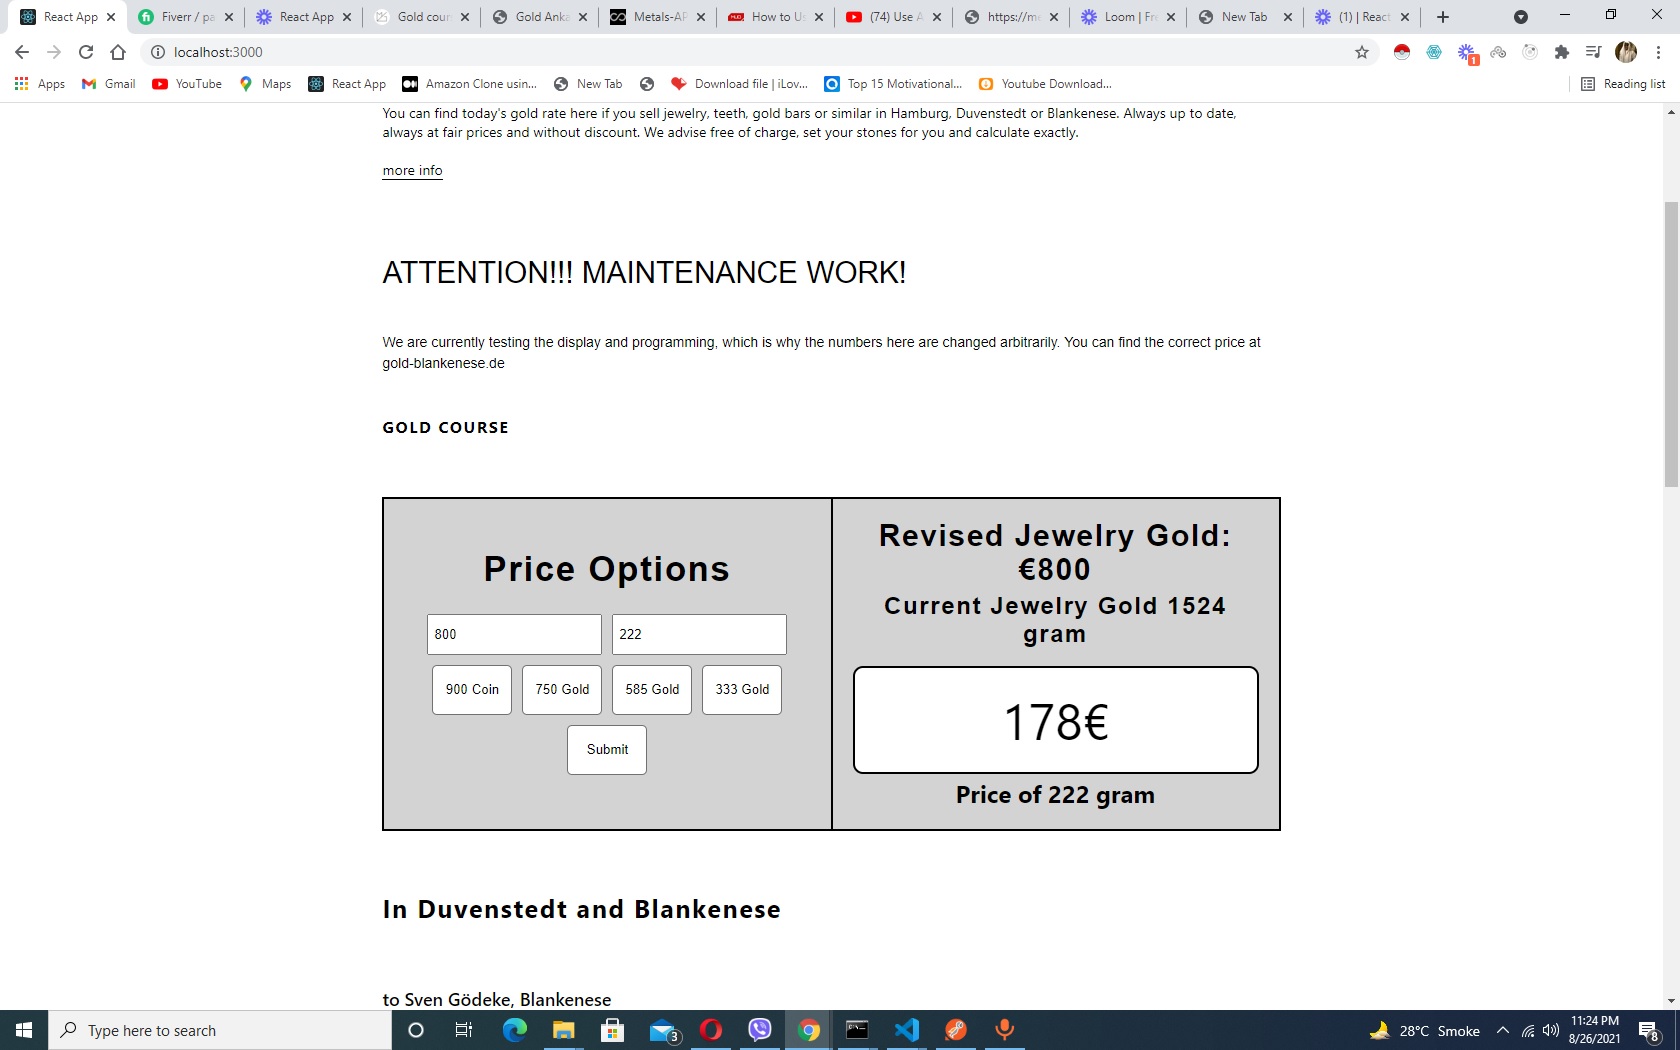 React App
Fiverr / pa
React App
Gold cour
Gold Anka
Metals-AP
How to Us
(74) Use A
https://me
Loom | Fr
New Tab
(1) | React
localhost:3000
1
Apps
Gmail
YouTube
Maps
React App
Amazon Clone usin...
New Tab
Download file | iLov...
Top 15 Motivational...
Youtube Download...
Reading list
You can find today's gold rate here if you sell jewelry, teeth, gold bars or similar in Hamburg, Duvenstedt or Blankenese. Always up to date,
always at fair prices and without discount. We advise free of charge, set your stones for you and calculate exactly.
more info
ATTENTION!!! MAINTENANCE WORK!
We are currently testing the display and programming, which is why the numbers here are changed arbitrarily. You can find the correct price at
gold-blankenese.de
GOLD COURSE
Price Options
800
222
900 Coin
750 Gold
585 Gold
333 Gold
Submit
Revised Jewelry Gold:
€800
Current Jewelry Gold 1524
gram
178€
Price of 222 gram
In Duvenstedt and Blankenese
to Sven Gödeke, Blankenese
Type here to search
3
28°C Smoke
11:24 PM
8/26/2021
8